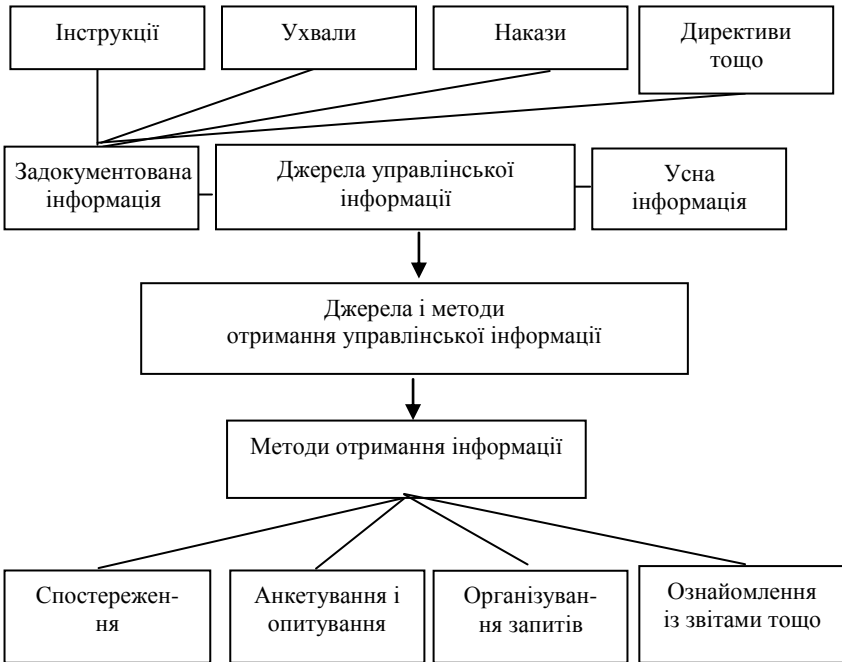 Інструкції
Ухвали
Накази
Директиви
тощо
Задокументована
інформація
Джерела управлінської
інформації
Усна
інформація
Джерела і методи
отримання управлінської інформації
Методи отримання інформації
Спостережен-
ня
Анкетування і
опитування
Організуван-
ня запитів
Ознайомлення
із звітами тощо